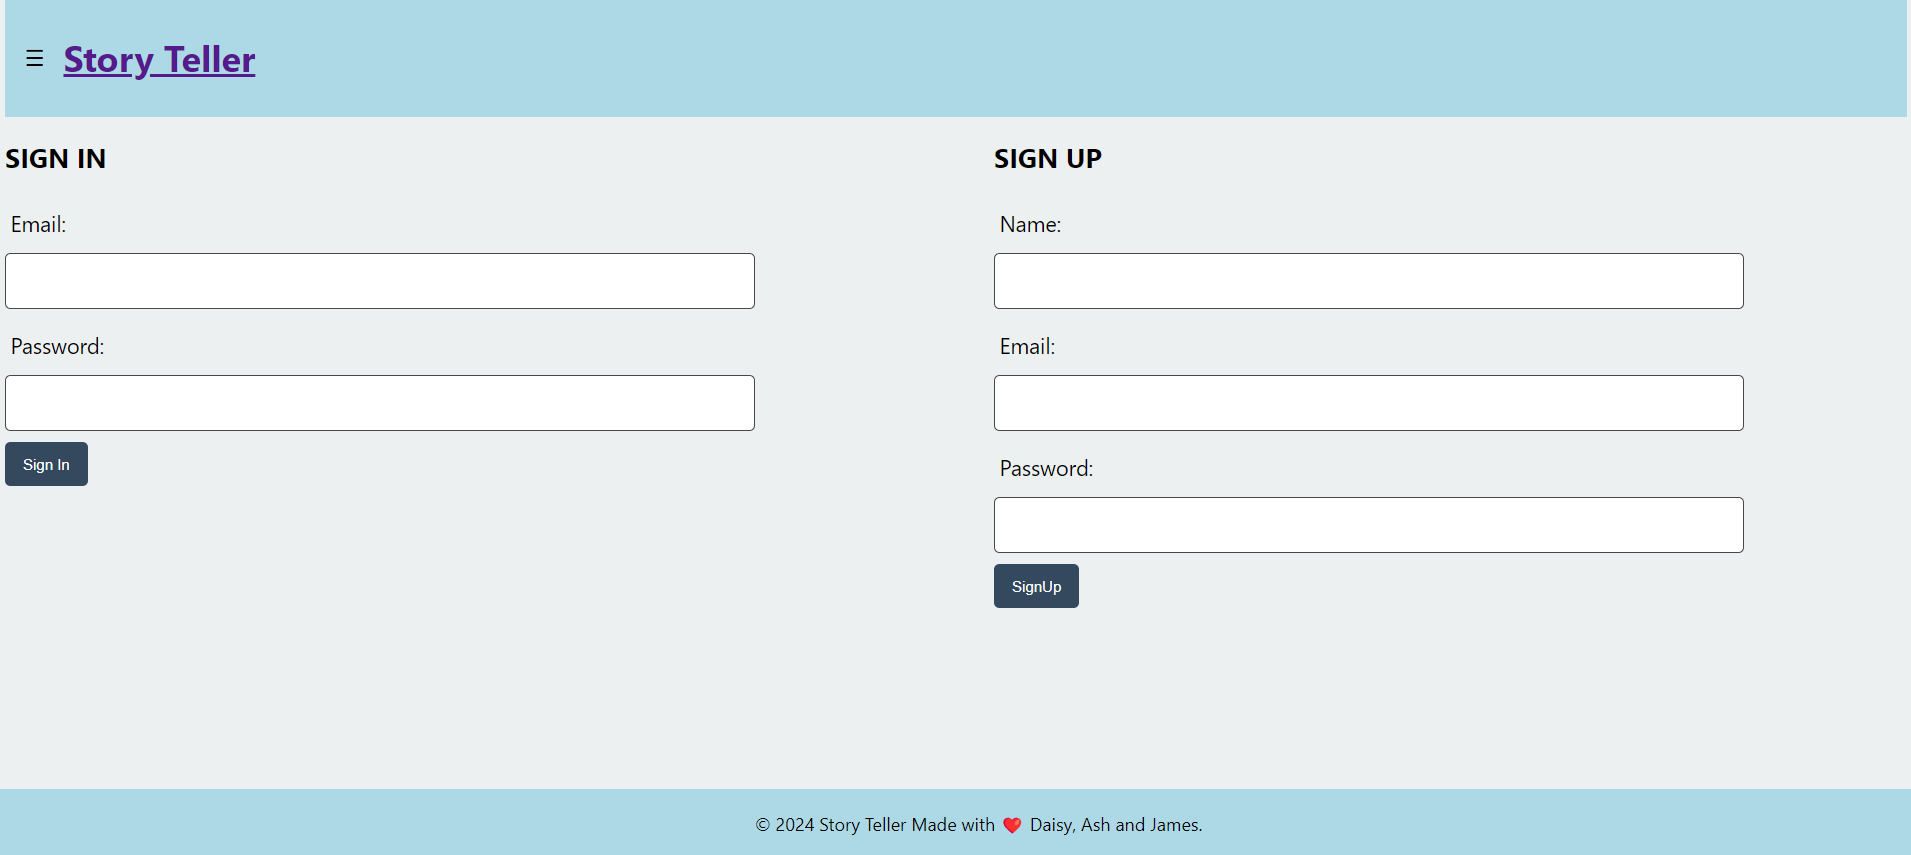 ☰ Story Teller
SIGN IN
Email:
Password:
Sign In
SIGN UP
Name:
Email:
Password:
SignUp
© 2024 Story Teller Made with ❤️ Daisy, Ash and James.